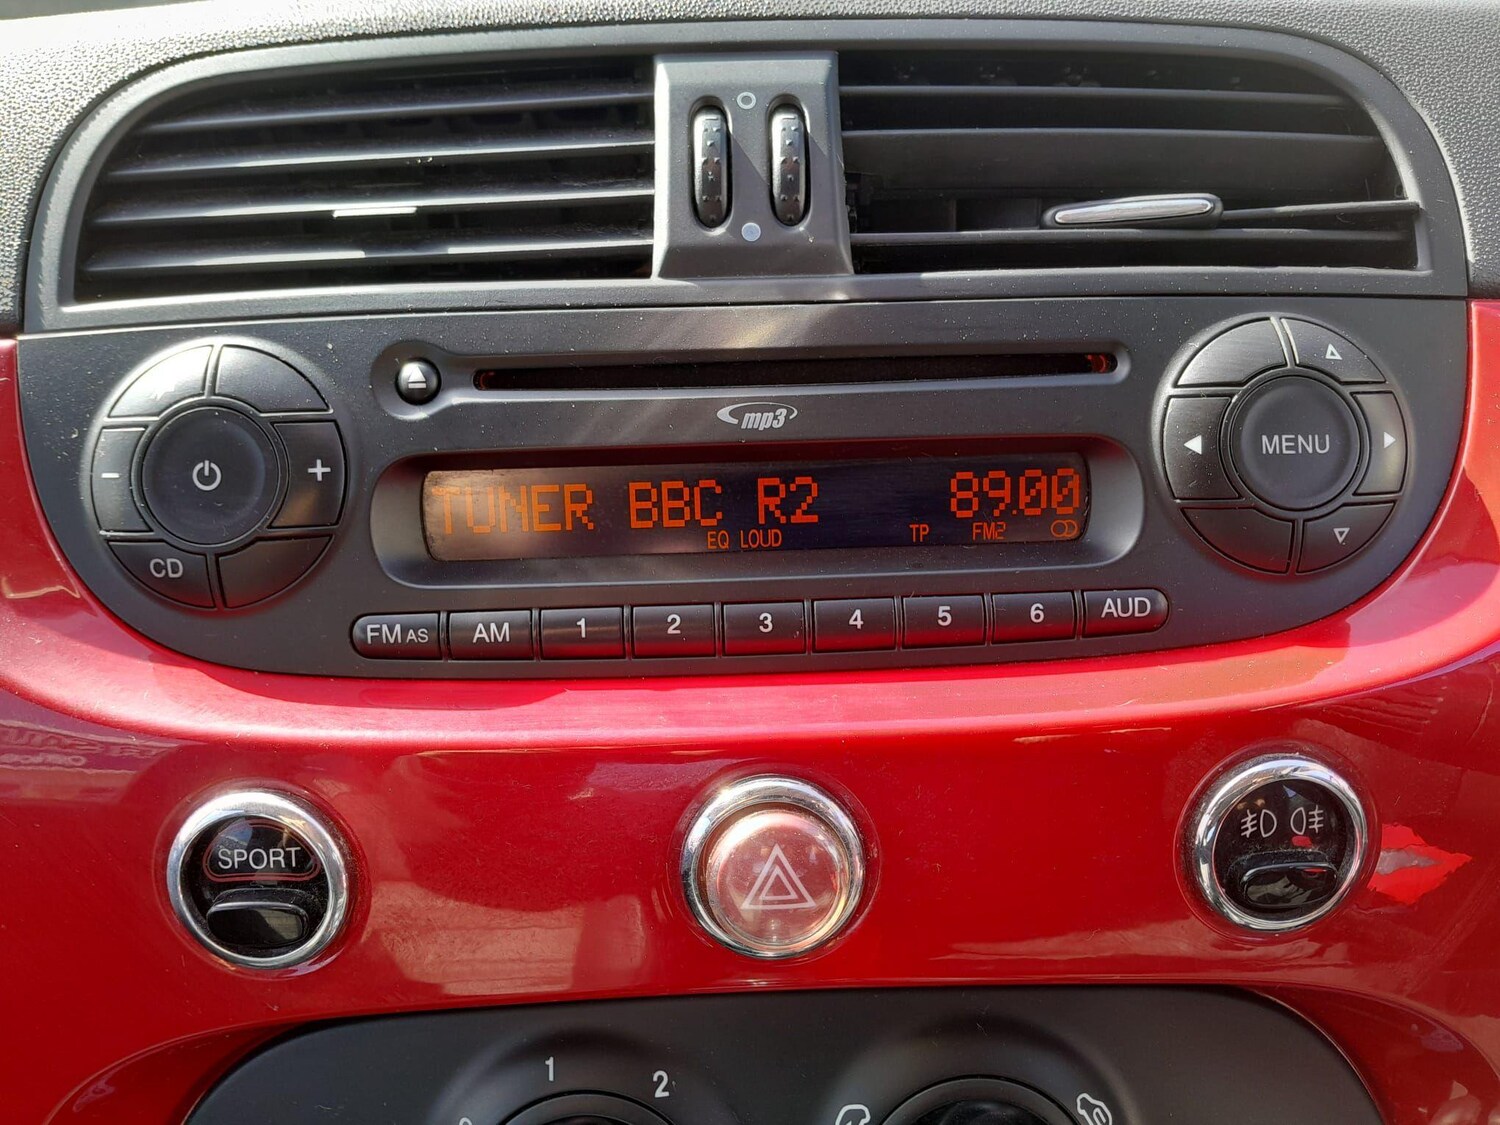 mp3
TUNER BBC R2 89.00
EQ LOUD TP FM2
- +
CD
MENU
FM AS AM 1 2 3 4 5 6 AUD
SPORT
1 2